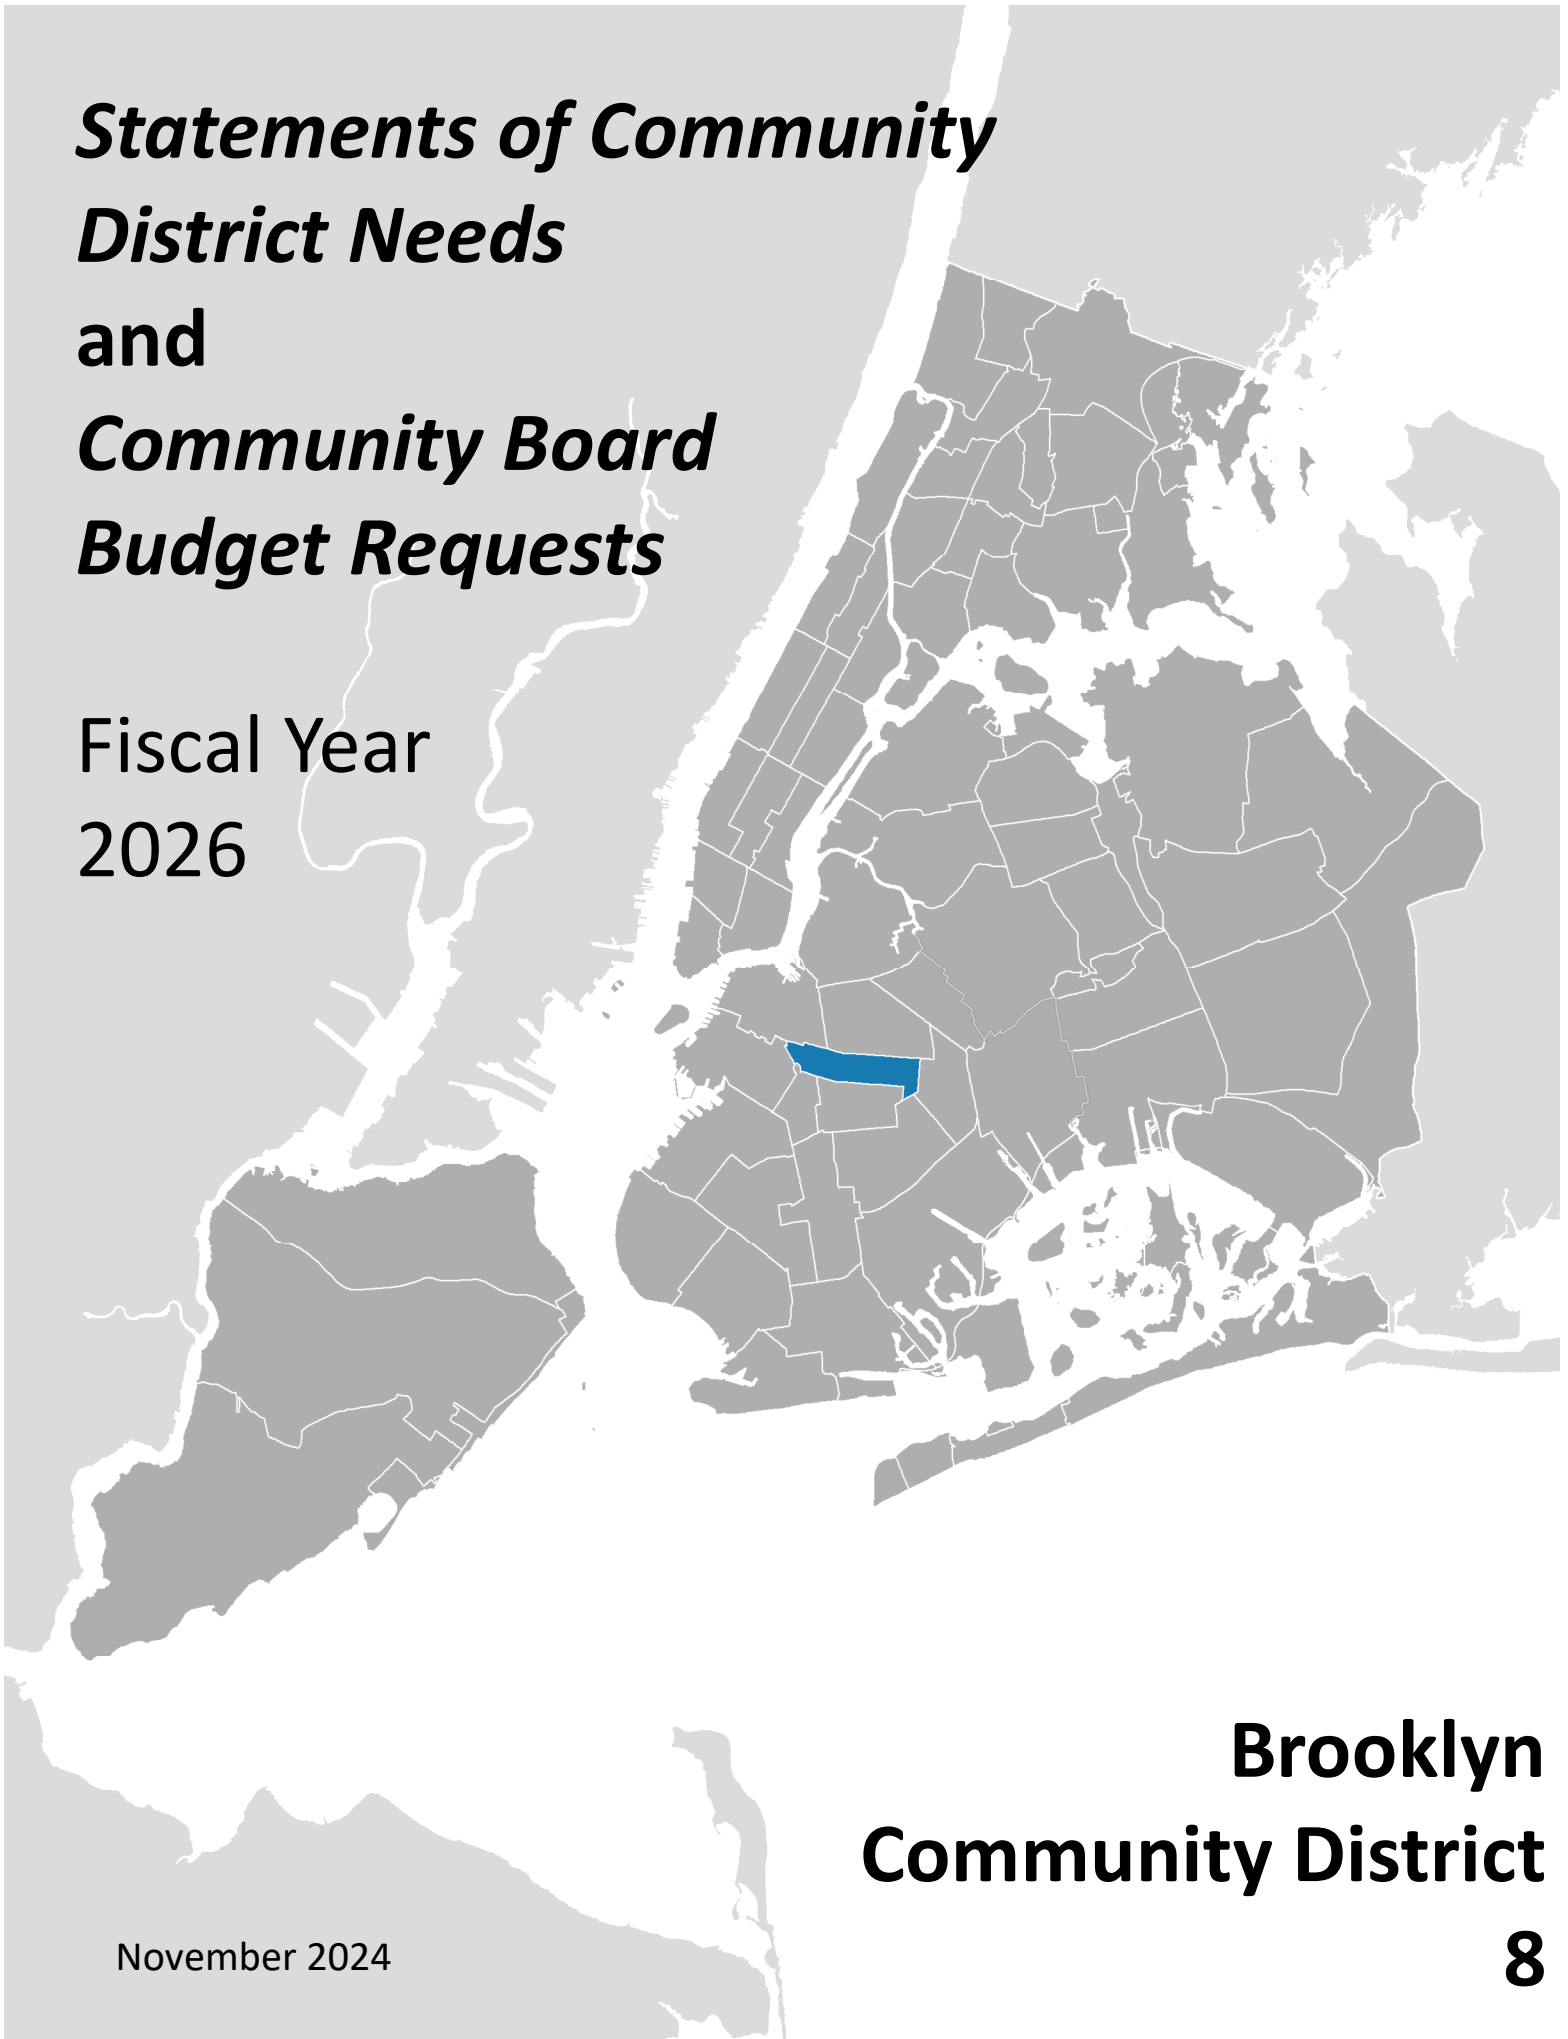 Statements of Community
District Needs
and
Community Board
Budget Requests
Fiscal Year
2026
Brooklyn
Community District
8
November 2024